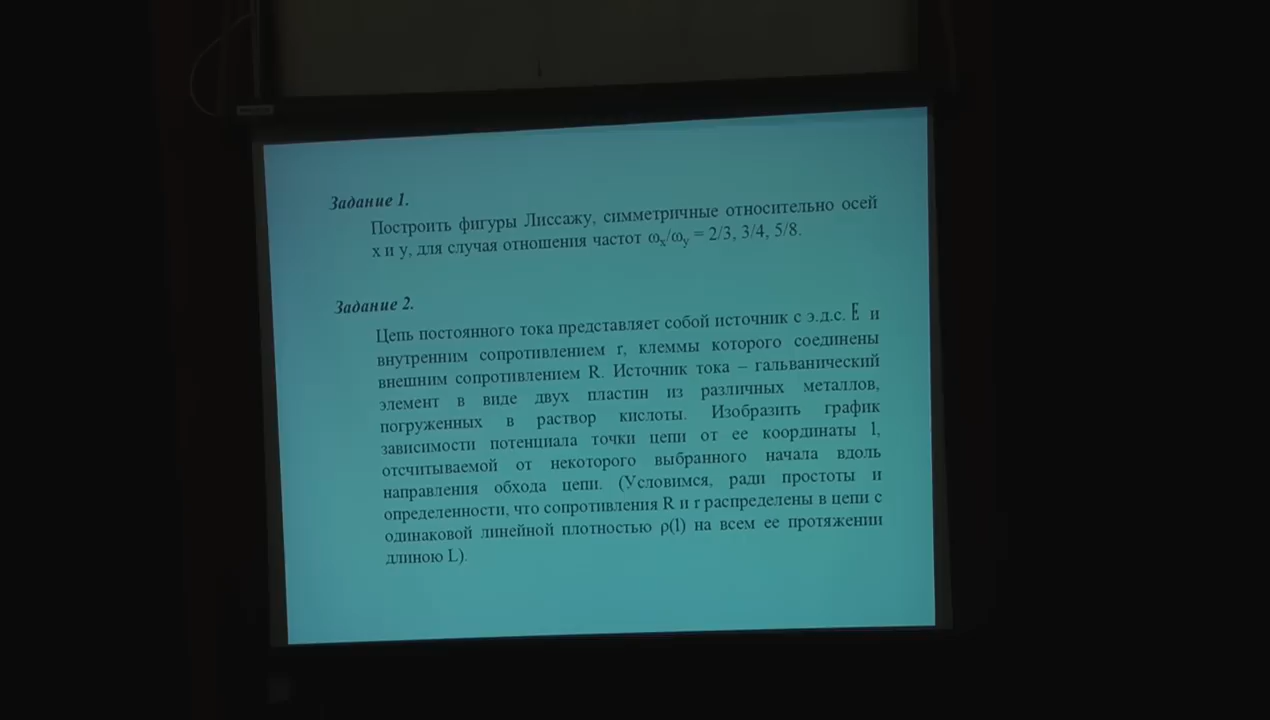 Задание 1.
Построить фигуры Лиссажу, симметричные относительно осей
x и y, для случая отношения частот ωx/ωy = 2/3, 3/4, 5/8.
Задание 2.
Цепь постоянного тока представляет собой источник с э.д.с. E и
внутренним сопротивлением r, клеммы которого соединены
внешним сопротивлением R. Источник тока – гальванический
элемент в виде двух пластин из различных металлов,
погруженных в раствор кислоты. Изобразить график
зависимости потенциала точки цепи от ее координаты l,
отсчитываемой от некоторого выбранного начала вдоль
направления обхода цепи. (Условимся, ради простоты и
определенности, что сопротивления R и r распределены в цепи с
одинаковой линейной плотностью ρ(l) на всем ее протяжении
длиною L).